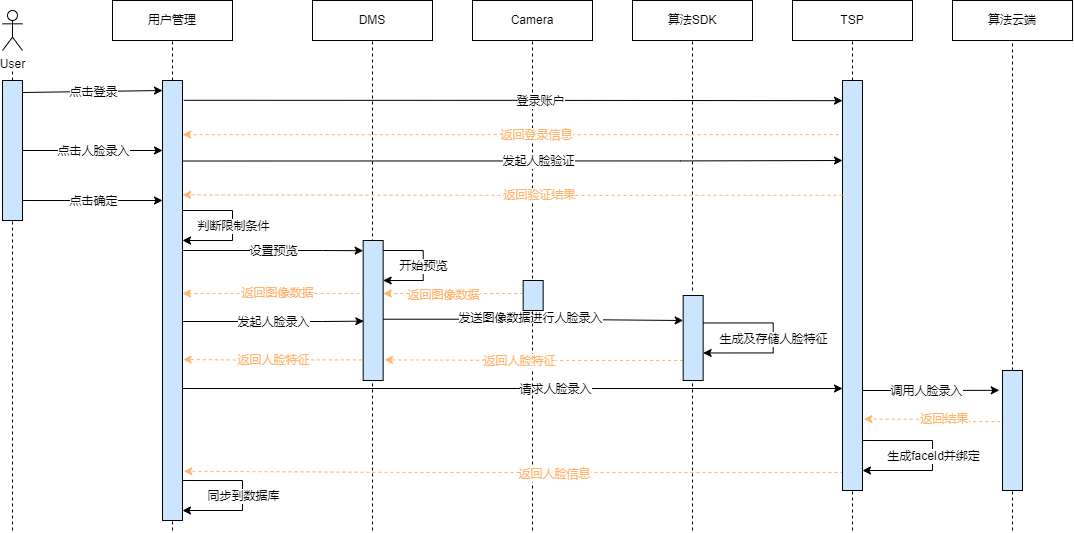 用户管理
DMS
Camera
算法SDK
TSP
算法云端
User
点击登录
登录账户
返回登录信息
点击人脸录入
发起人脸验证
返回验证结果
点击确定
判断限制条件
设置预览
开始预览
返回图像数据
返回图像数据
发起人脸录入
发送图像数据进行人脸录入
生成及存储人脸特征
返回人脸特征
返回人脸特征
请求人脸录入
调用人脸录入
返回结果
生成faceId并绑定
返回人脸信息
同步到数据库